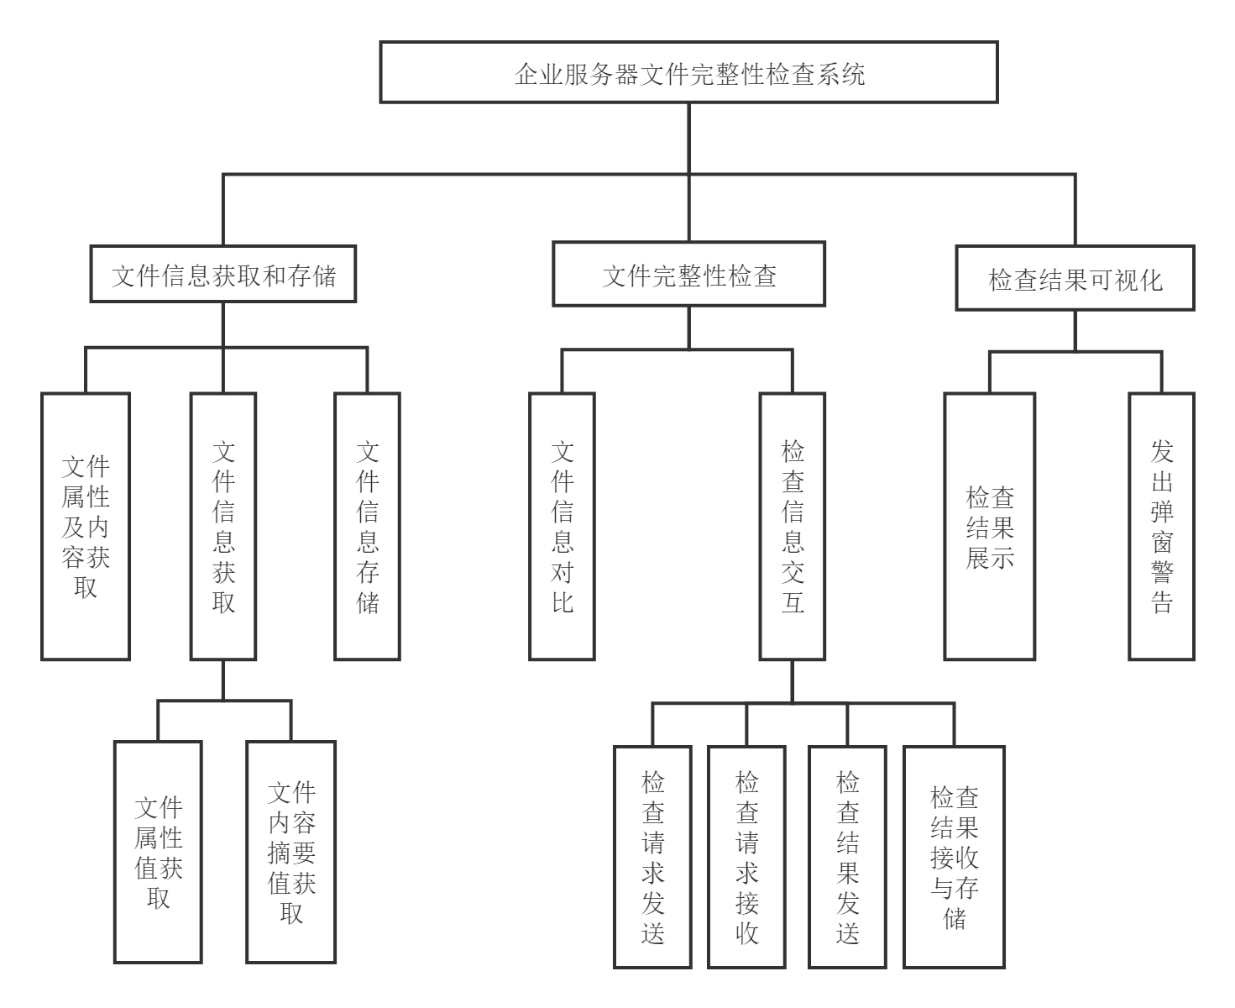 企业服务器文件完整性检查系统
文件信息获取和存储
文件完整性检查
检查结果可视化
文件
属性
及内
容获
取
文件信息获取
文件信息存储
文件信息对比
检查信息交互
检查
结果
展示
发出弹窗警告
文件
属性
值获
取
文件
内容
摘要
值获
取
检查请求发送
检查请求接收
检查结果发送
检查
结果
接收
与存
储